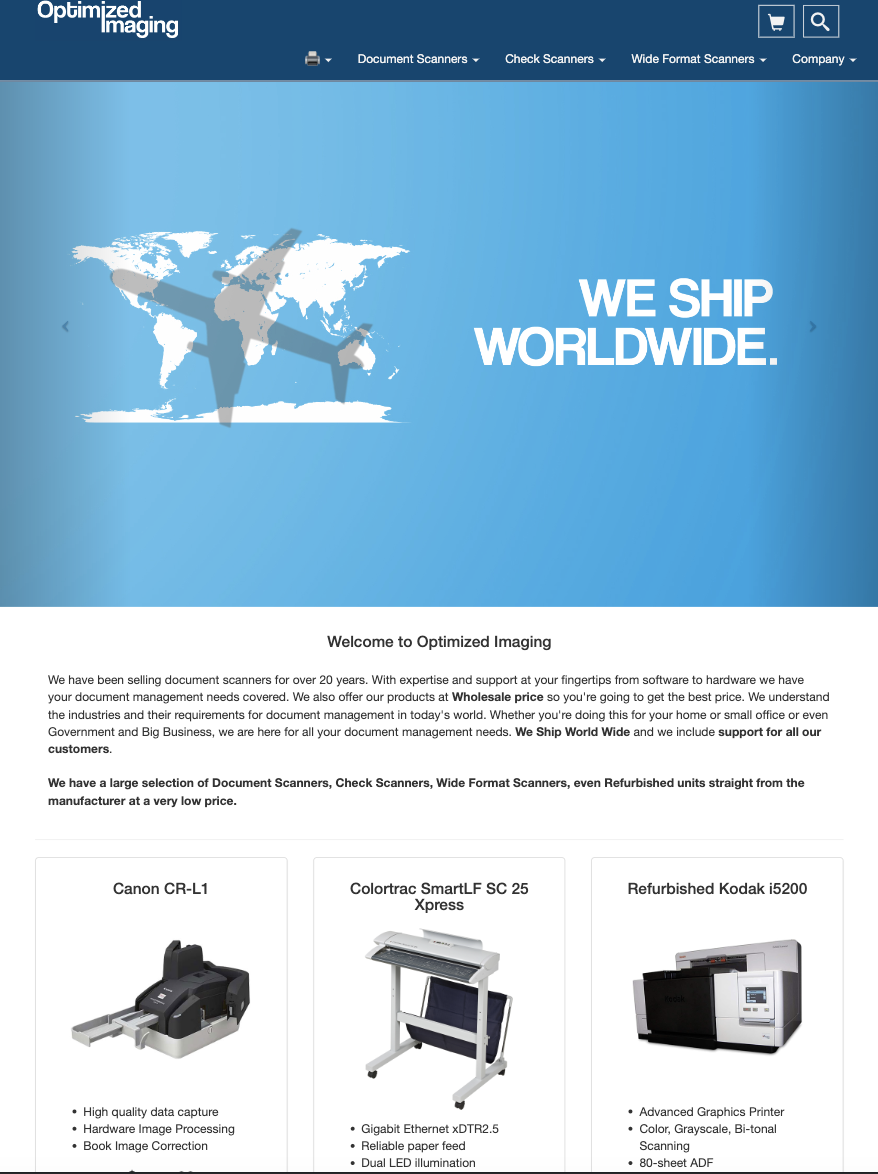 Optimized
Imaging
Document Scanners
Check Scanners
Wide Format Scanners
Company
WE SHIP
WORLDWIDE.
Welcome to Optimized Imaging
We have been selling document scanners for over 20 years. With expertise and support at your fingertips from software to hardware we have
your document management needs covered. We also offer our products at Wholesale price so you're going to get the best price. We understand
the industries and their requirements for document management in today's world. Whether you're doing this for your home or small office or even
Government and Big Business, we are here for all your document management needs. We Ship World Wide and we include support for all our
customers.
We have a large selection of Document Scanners, Check Scanners, Wide Format Scanners, even Refurbished units straight from the
manufacturer at a very low price.
Canon CR-L1
High quality data capture
Hardware Image Processing
Book Image Correction
Colortrac SmartLF SC 25
Xpress
Gigabit Ethernet xDTR2.5
Reliable paper feed
Dual LED illumination
Refurbished Kodak i5200
Advanced Graphics Printer
Color, Grayscale, Bi-tonal
Scanning
80-sheet ADF